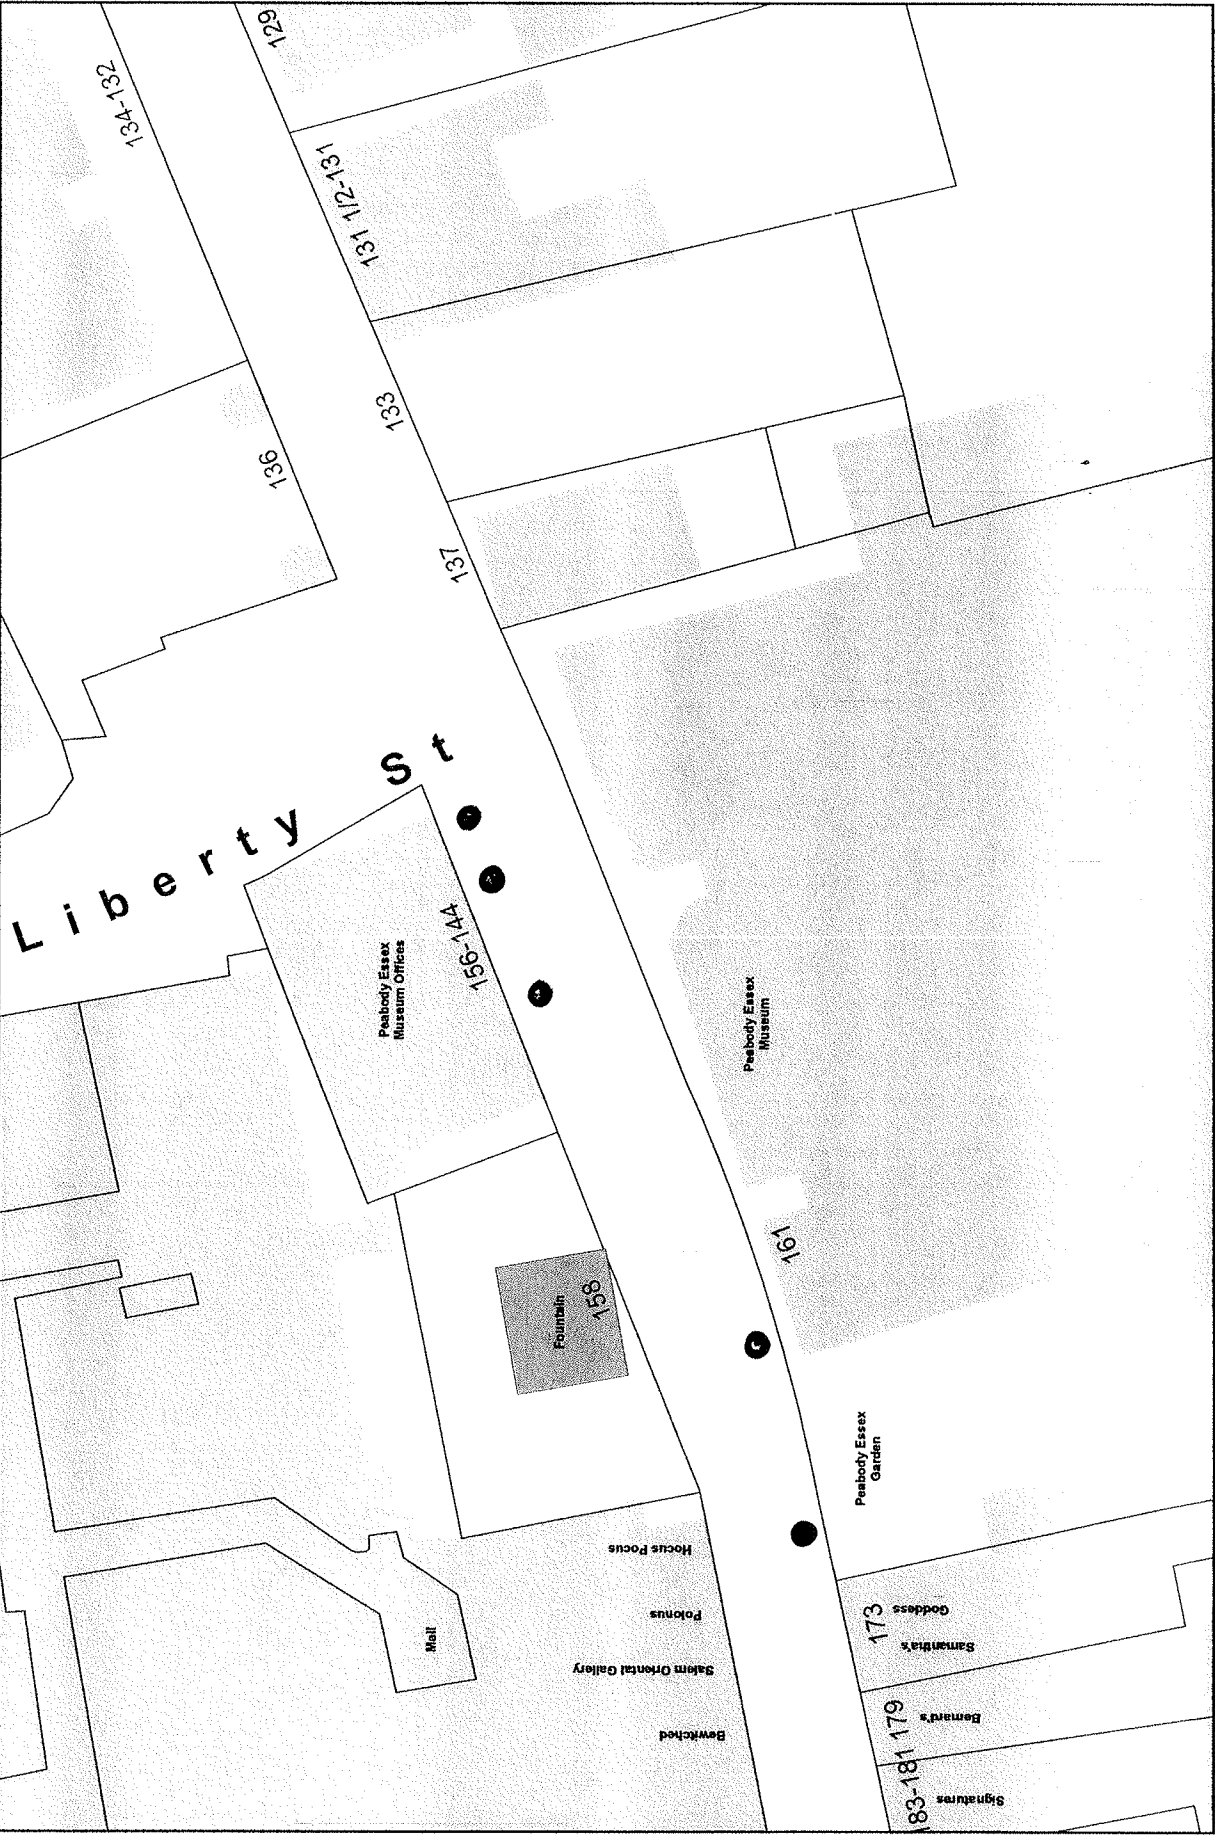 129
134-132
131 1/2-131
133
136
137
Liberty St
156-144
Peabody Essex
Museum Offices
Peabody Essex
Museum
161
Fountain
158
Peabody Essex
Garden
Hocus Pocus
Polonus
Mall
Salem Oriental Gallery
Bewitched
173
Goddess
Samantha's
179
Bernard's
183-181
Signatures